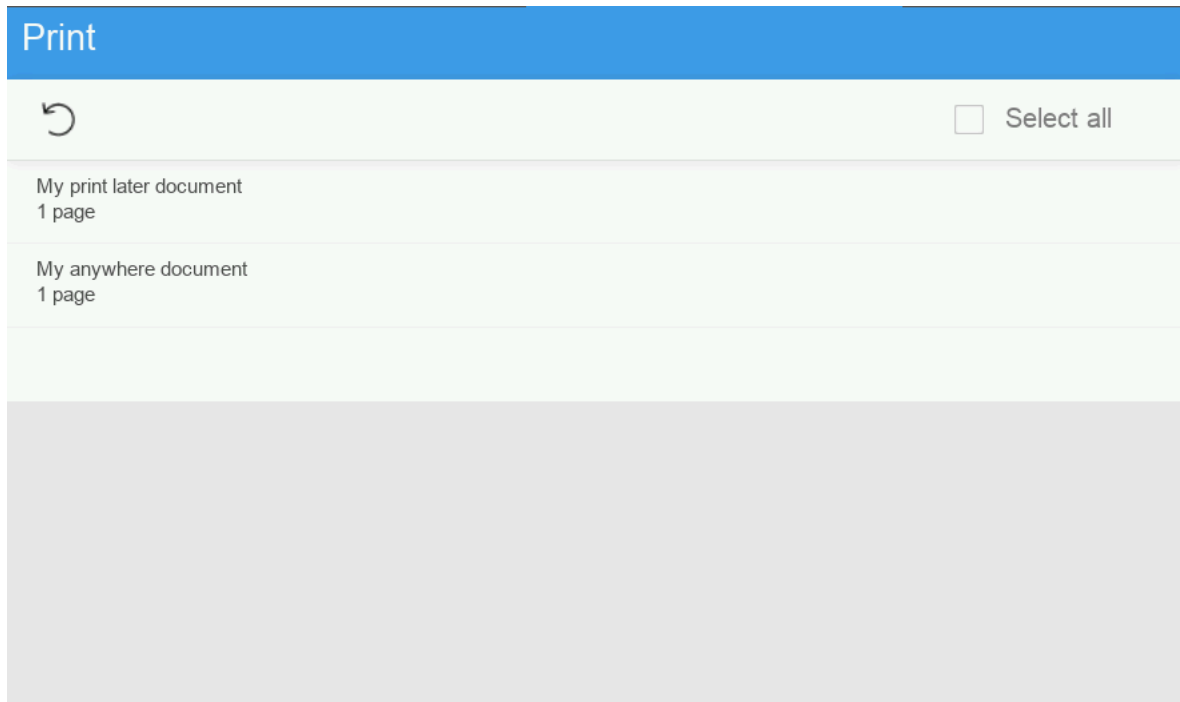 Print
Select all
My print later document
1 page
My anywhere document
1 page